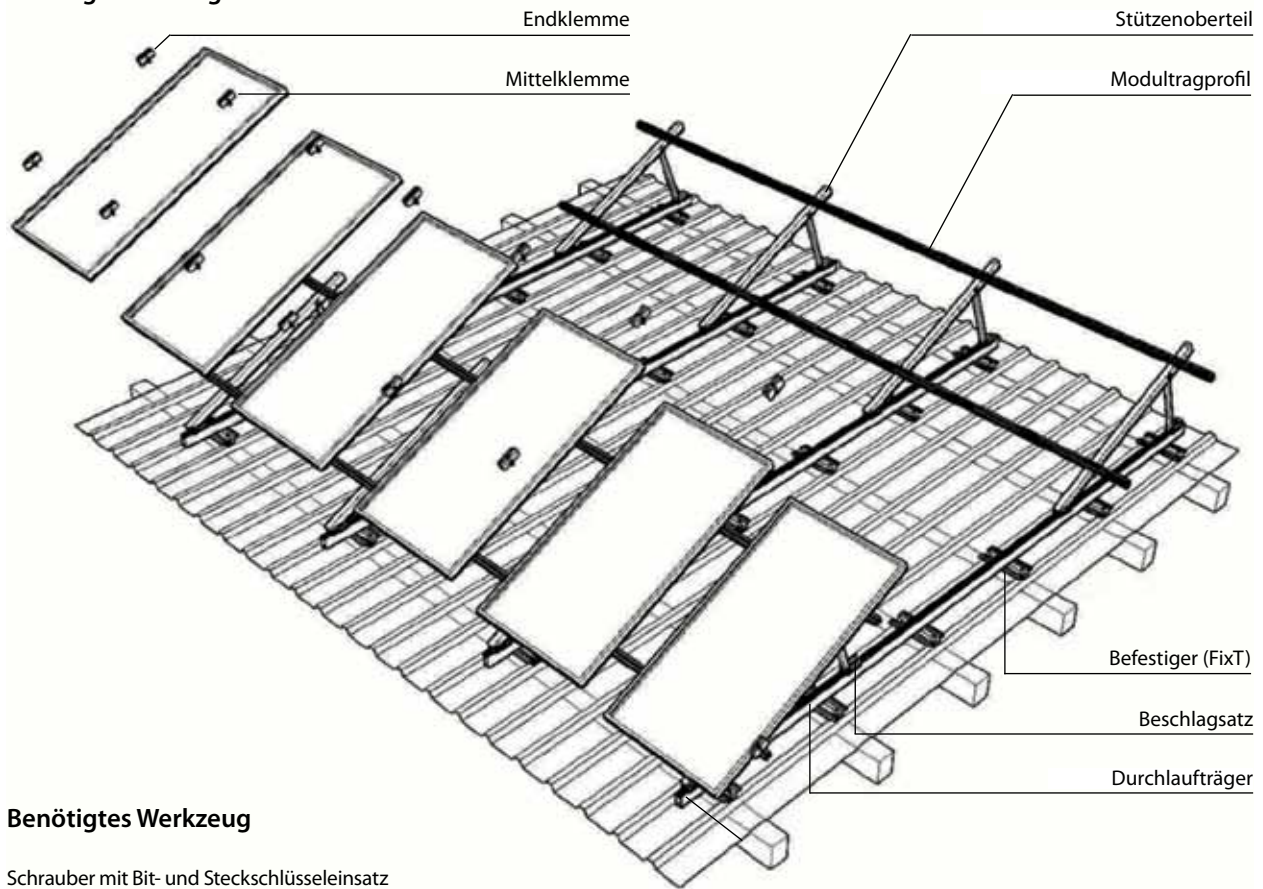 Endklemme
Mittelklemme
Stützenoberteil
Modultragprofil
Befestiger (FixT)
Beschlagsatz
Durchlaufträger
Benötigtes Werkzeug
Schrauber mit Bit- und Steckschlüsseleinsatz